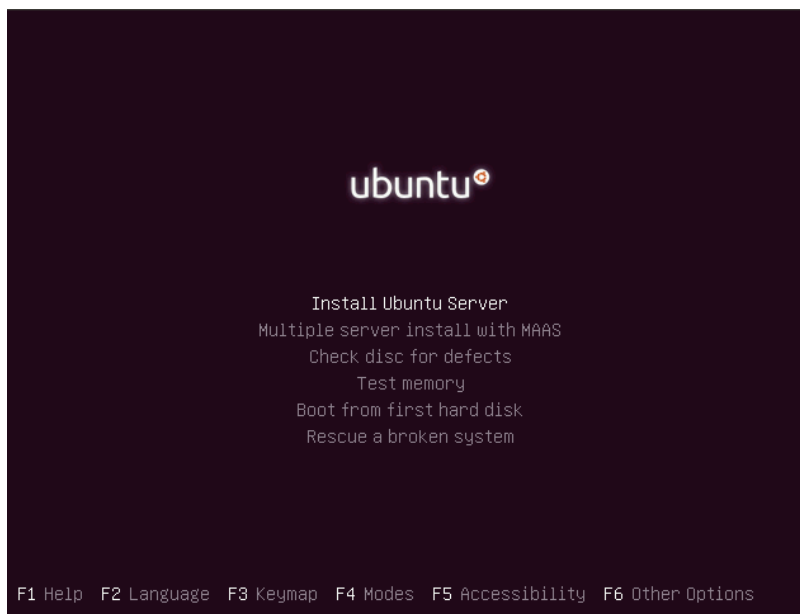 ubuntu
Install Ubuntu Server
Multiple server install with MAAS
Check disc for defects
Test memory
Boot from first hard disk
Rescue a broken system
F1 Help F2 Language F3 Keymap F4 Modes F5 Accessibility F6 Other Options